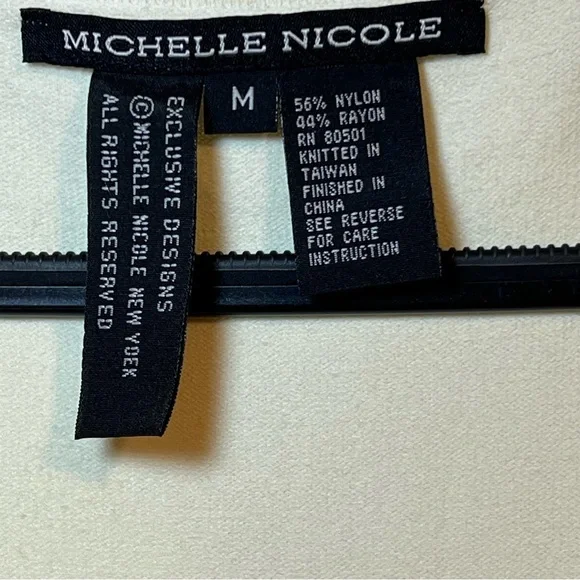 MICHELLE NICOLE
EXCLUSIVE DESIGNS
©MICHELLE NICOLE NEW YOEK
ALL RIGHTS RESERVED
M
56% NYLON
44% RAYON
RN 80501
KNITTED IN
TAIWAN
FINISHED IN
CHINA
SEE REVERSE
FOR CARE
INSTRUCTION